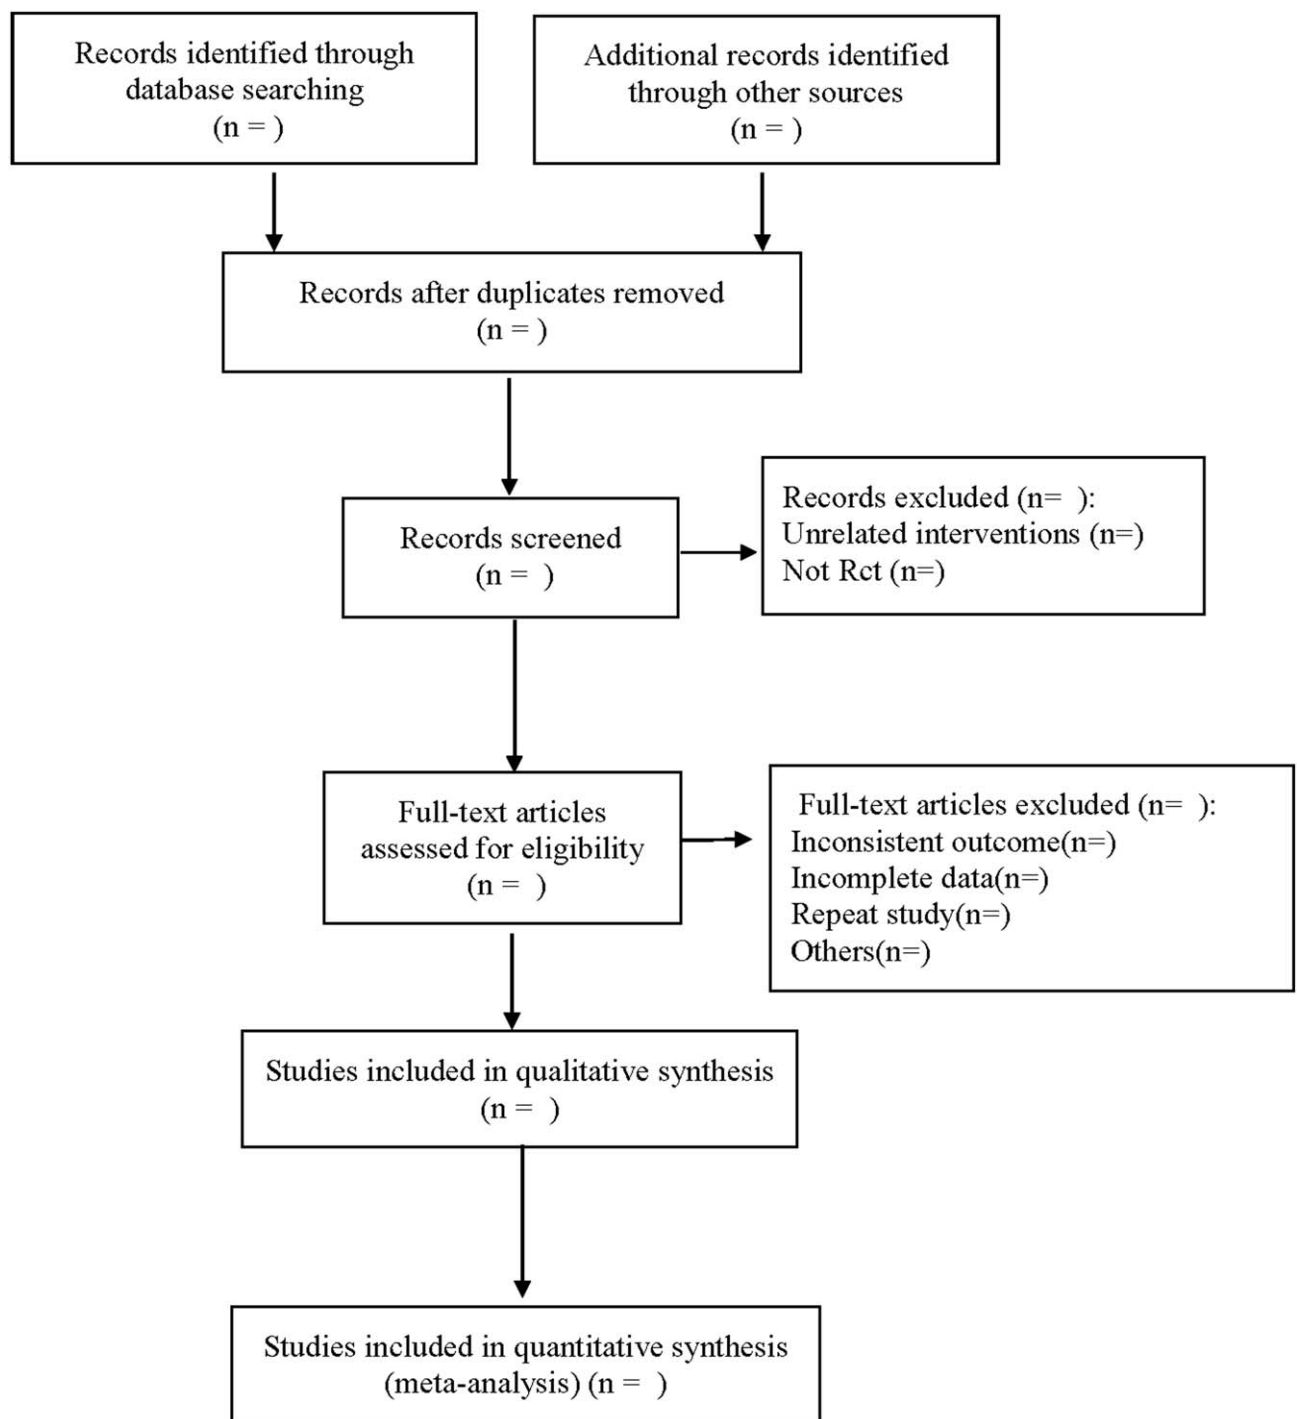 Records identified through
database searching
(n = )
Additional records identified
through other sources
(n = )
Records after duplicates removed
(n = )
Records screened
(n =  )
Records excluded (n=  ):
Unrelated interventions (n=)
Not Rct (n=)
Full-text articles
assessed for eligibility
(n =  )
Full-text articles excluded (n=  ):
Inconsistent outcome(n=)
Incomplete data(n=)
Repeat study(n=)
Others(n=)
Studies included in qualitative synthesis
(n =  )
Studies included in quantitative synthesis
(meta-analysis) (n =  )